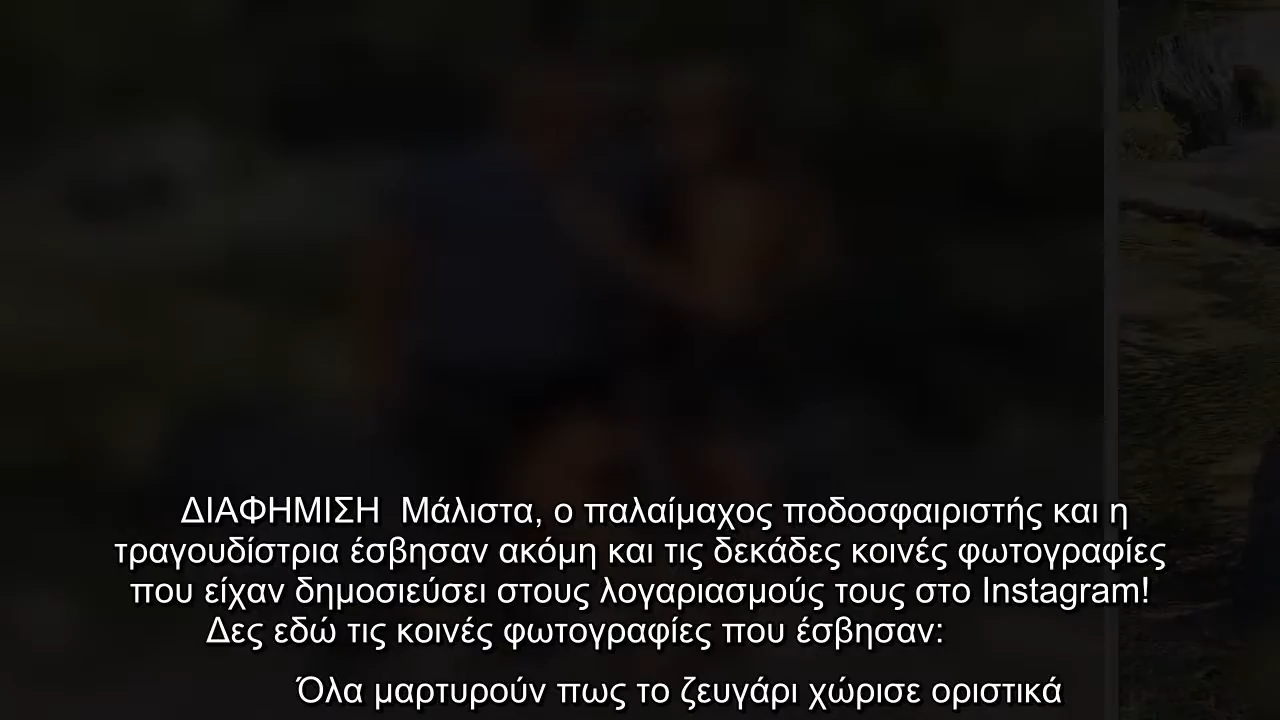 ΔΙΑΦΗΜΙΣΗ  Μάλιστα, ο παλαίμαχος ποδοσφαιριστής και η
τραγουδίστρια έσβησαν ακόμη και τις δεκάδες κοινές φωτογραφίες
που είχαν δημοσιεύσει στους λογαριασμούς τους στο Instagram!
Δες εδώ τις κοινές φωτογραφίες που έσβησαν:
Όλα μαρτυρούν πως το ζευγάρι χώρισε οριστικά